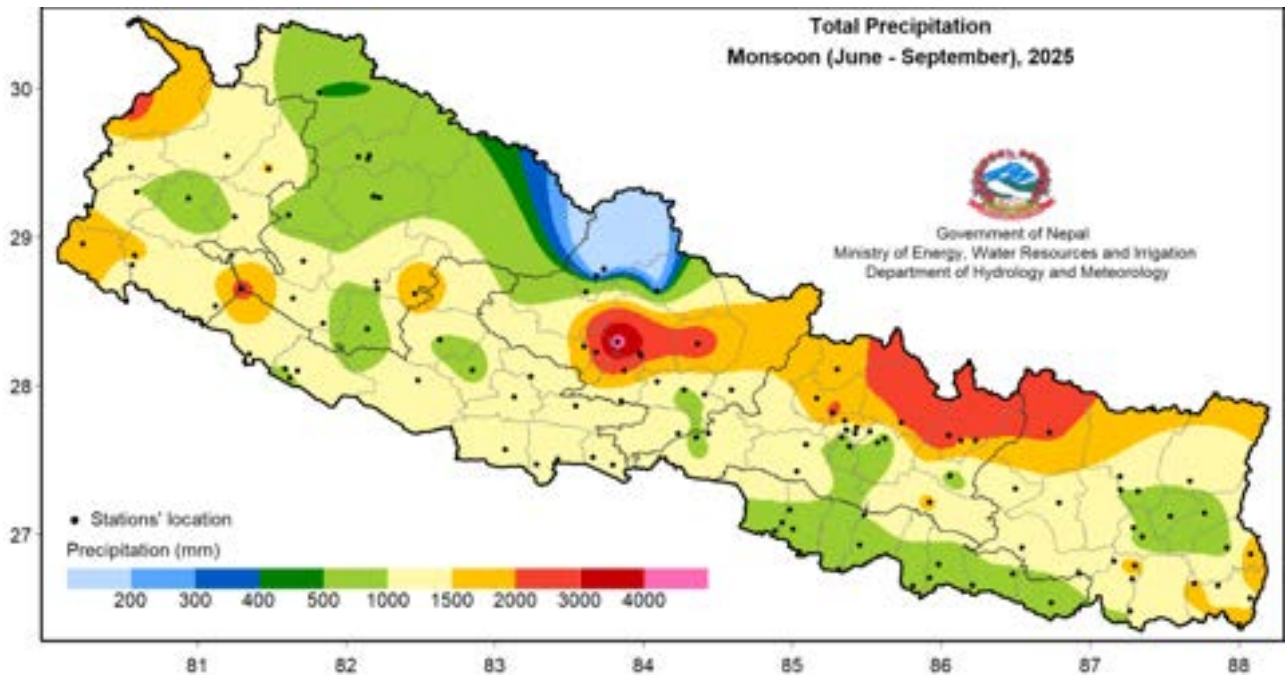 Total Precipitation
Monsoon (June - September), 2025
Government of Nepal
Ministry of Energy, Water Resources and Irrigation
Department of Hydrology and Meteorology
30
29
28
27
Stations' location
Precipitation (mm)
200 300 400 500 1000 1500 2000 3000 4000
81 82 83 84 85 86 87 88